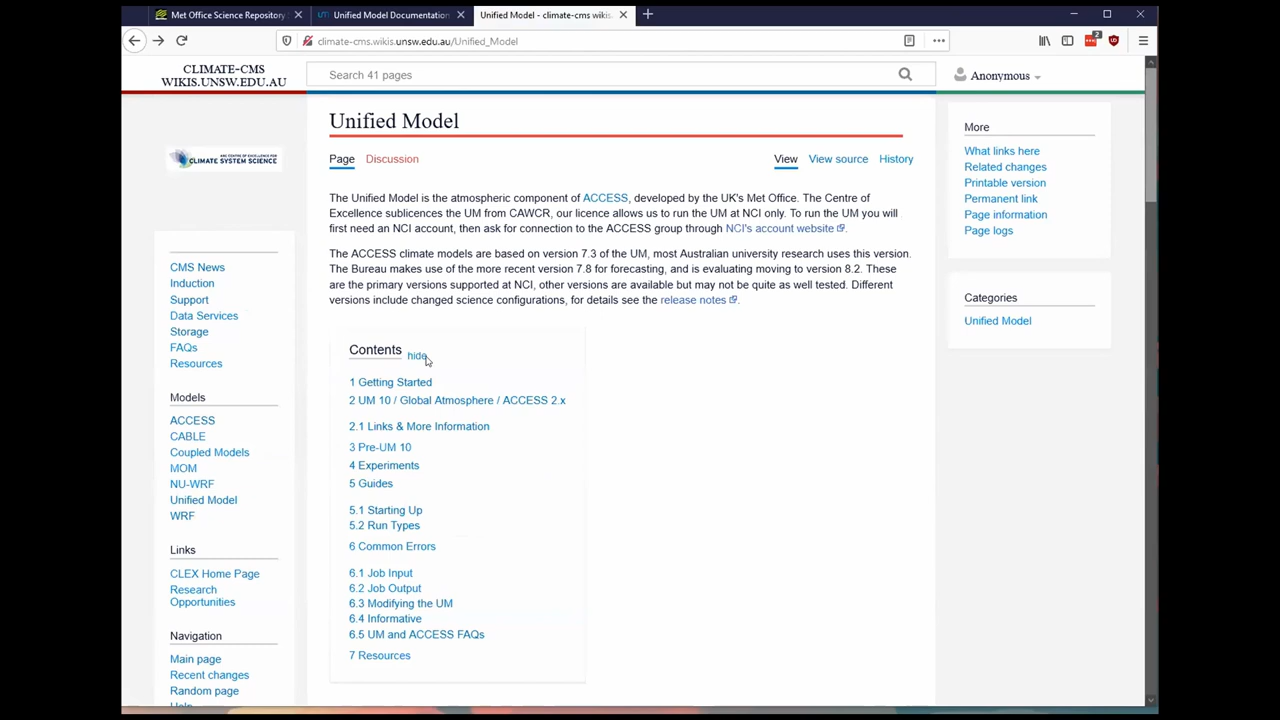 Met Office Science Repository
Unified Model Documentation
Unified Model - climate-cms wikis
climate-cms.wikis.unsw.edu.au/Unified_Model
2
CLIMATE-CMS
WIKIS.UNSW.EDU.AU
Search 41 pages
Anonymous
CLIMATE SYSTEM SCIENCE
CMS News
Induction
Support
Data Services
Storage
FAQs
Resources
Models
ACCESS
CABLE
Coupled Models
MOM
NU-WRF
Unified Model
WRF
Links
CLEX Home Page
Research
Opportunities
Navigation
Main page
Recent changes
Random page
Help
Unified Model
Page Discussion View View source History
The Unified Model is the atmospheric component of ACCESS, developed by the UK's Met Office. The Centre of
Excellence sublicences the UM from CAWCR, our licence allows us to run the UM at NCI only. To run the UM you will
first need an NCI account, then ask for connection to the ACCESS group through NCI's account website.
The ACCESS climate models are based on version 7.3 of the UM, most Australian university research uses this version.
The Bureau makes use of the more recent version 7.8 for forecasting, and is evaluating moving to version 8.2. These
are the primary versions supported at NCI, other versions are available but may not be quite as well tested. Different
versions include changed science configurations, for details see the release notes.
Contents hide
1 Getting Started
2 UM 10 / Global Atmosphere / ACCESS 2.x
2.1 Links & More Information
3 Pre-UM 10
4 Experiments
5 Guides
5.1 Starting Up
5.2 Run Types
6 Common Errors
6.1 Job Input
6.2 Job Output
6.3 Modifying the UM
6.4 Informative
6.5 UM and ACCESS FAQs
7 Resources
More
What links here
Related changes
Printable version
Permanent link
Page information
Page logs
Categories
Unified Model